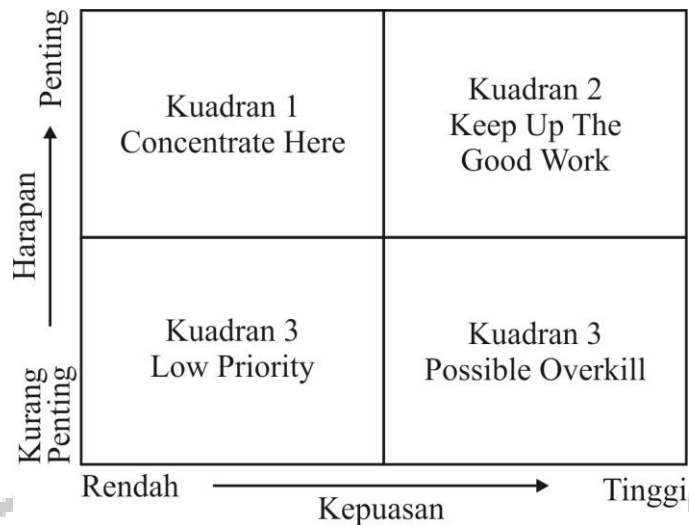 Penting
Harapan
Kurang
Penting
Kuadran 1
Concentrate Here
Kuadran 2
Keep Up The
Good Work
Kuadran 3
Low Priority
Kuadran 3
Possible Overkill
Rendah
Kepuasan
Tinggi